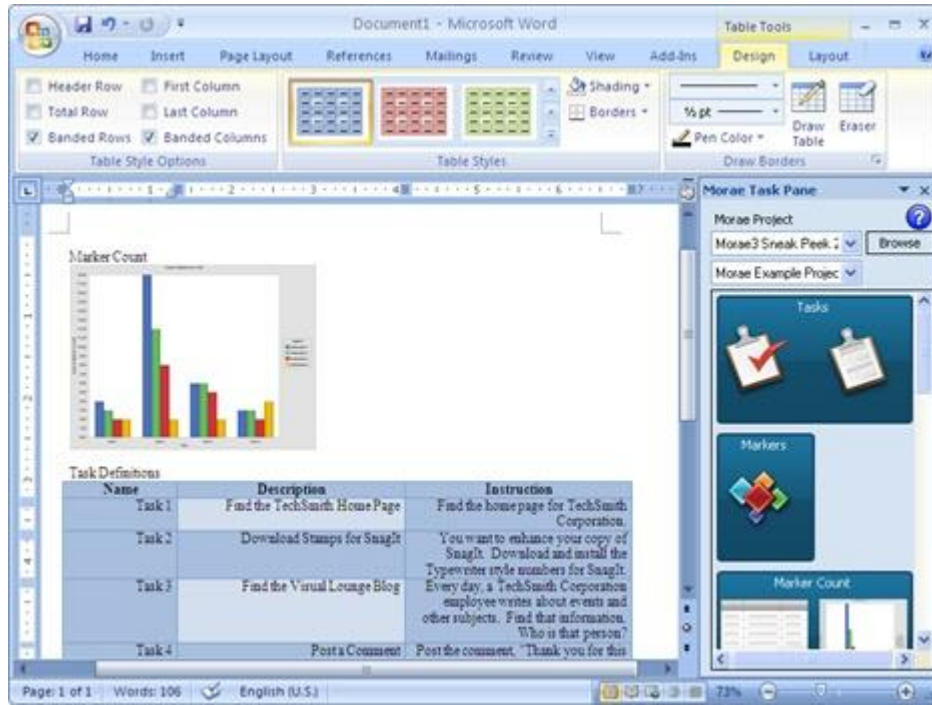 Document1 - Microsoft Word
Table Tools
Home Insert Page Layout References Mailings Review View Add-Ins Design Layout
Header Row First Column
Total Row Last Column
Banded Rows Banded Columns
Table Style Options
Table Styles
Shading
Borders
½ pt
Pen Color
Draw Table
Eraser
Draw Borders
Morae Task Pane
Morae Project
Morae3 Sneak Peek
Browse
Morae Example Projec
Tasks
Markers
Marker Count
Marker Count
Task Definitions
Name Description Instruction
Task 1 Find the TechSmith Home Page Find the home page for TechSmith
Corporation.
Task 2 Download Stamps for SnagIt You want to enhance your copy of
SnagIt. Download and install the
Typewriter style numbers for SnagIt.
Task 3 Find the Visual Lounge Blog Every day, a TechSmith Corporation
employee writes about events and
other subjects. Find that information.
Who is that person?
Task 4 Post a Comment Post the comment, "Thank you for this
Page: 1 of 1 Words: 106 English (U.S.) 73%